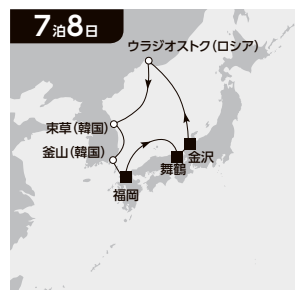 7泊8日
ウラジオストク（ロシア）
束草（韓国）
釜山（韓国）
金沢
舞鶴
福岡